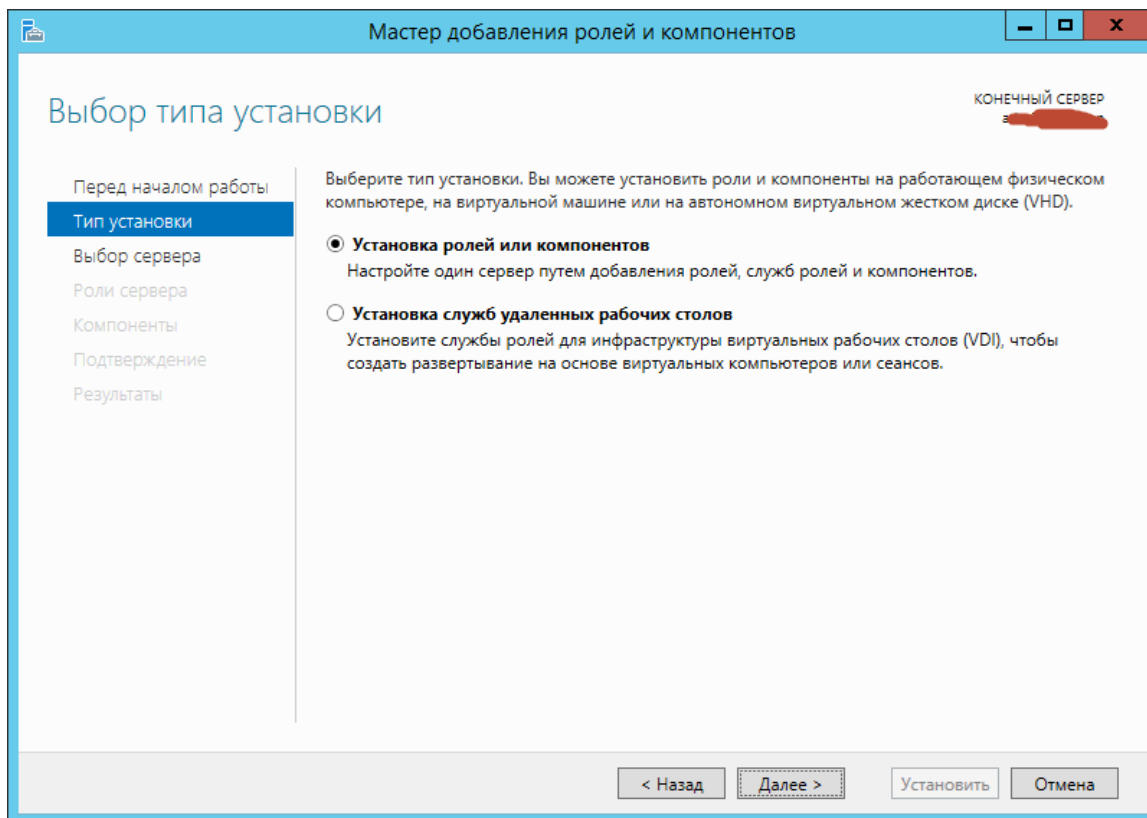 Мастер добавления ролей и компонентов
Выбор типа установки
КОНЕЧНЫЙ СЕРВЕР
Перед началом работы
Тип установки
Выбор сервера
Роли сервера
Компоненты
Подтверждение
Результаты
Выберите тип установки. Вы можете установить роли и компоненты на работающем физическом
компьютере, на виртуальной машине или на автономном виртуальном жестком диске (VHD).
Установка ролей или компонентов
Настройте один сервер путем добавления ролей, служб ролей и компонентов.
Установка служб удаленных рабочих столов
Установите службы ролей для инфраструктуры виртуальных рабочих столов (VDI), чтобы
создать развертывание на основе виртуальных компьютеров или сеансов.
< Назад
Далее >
Установить
Отмена